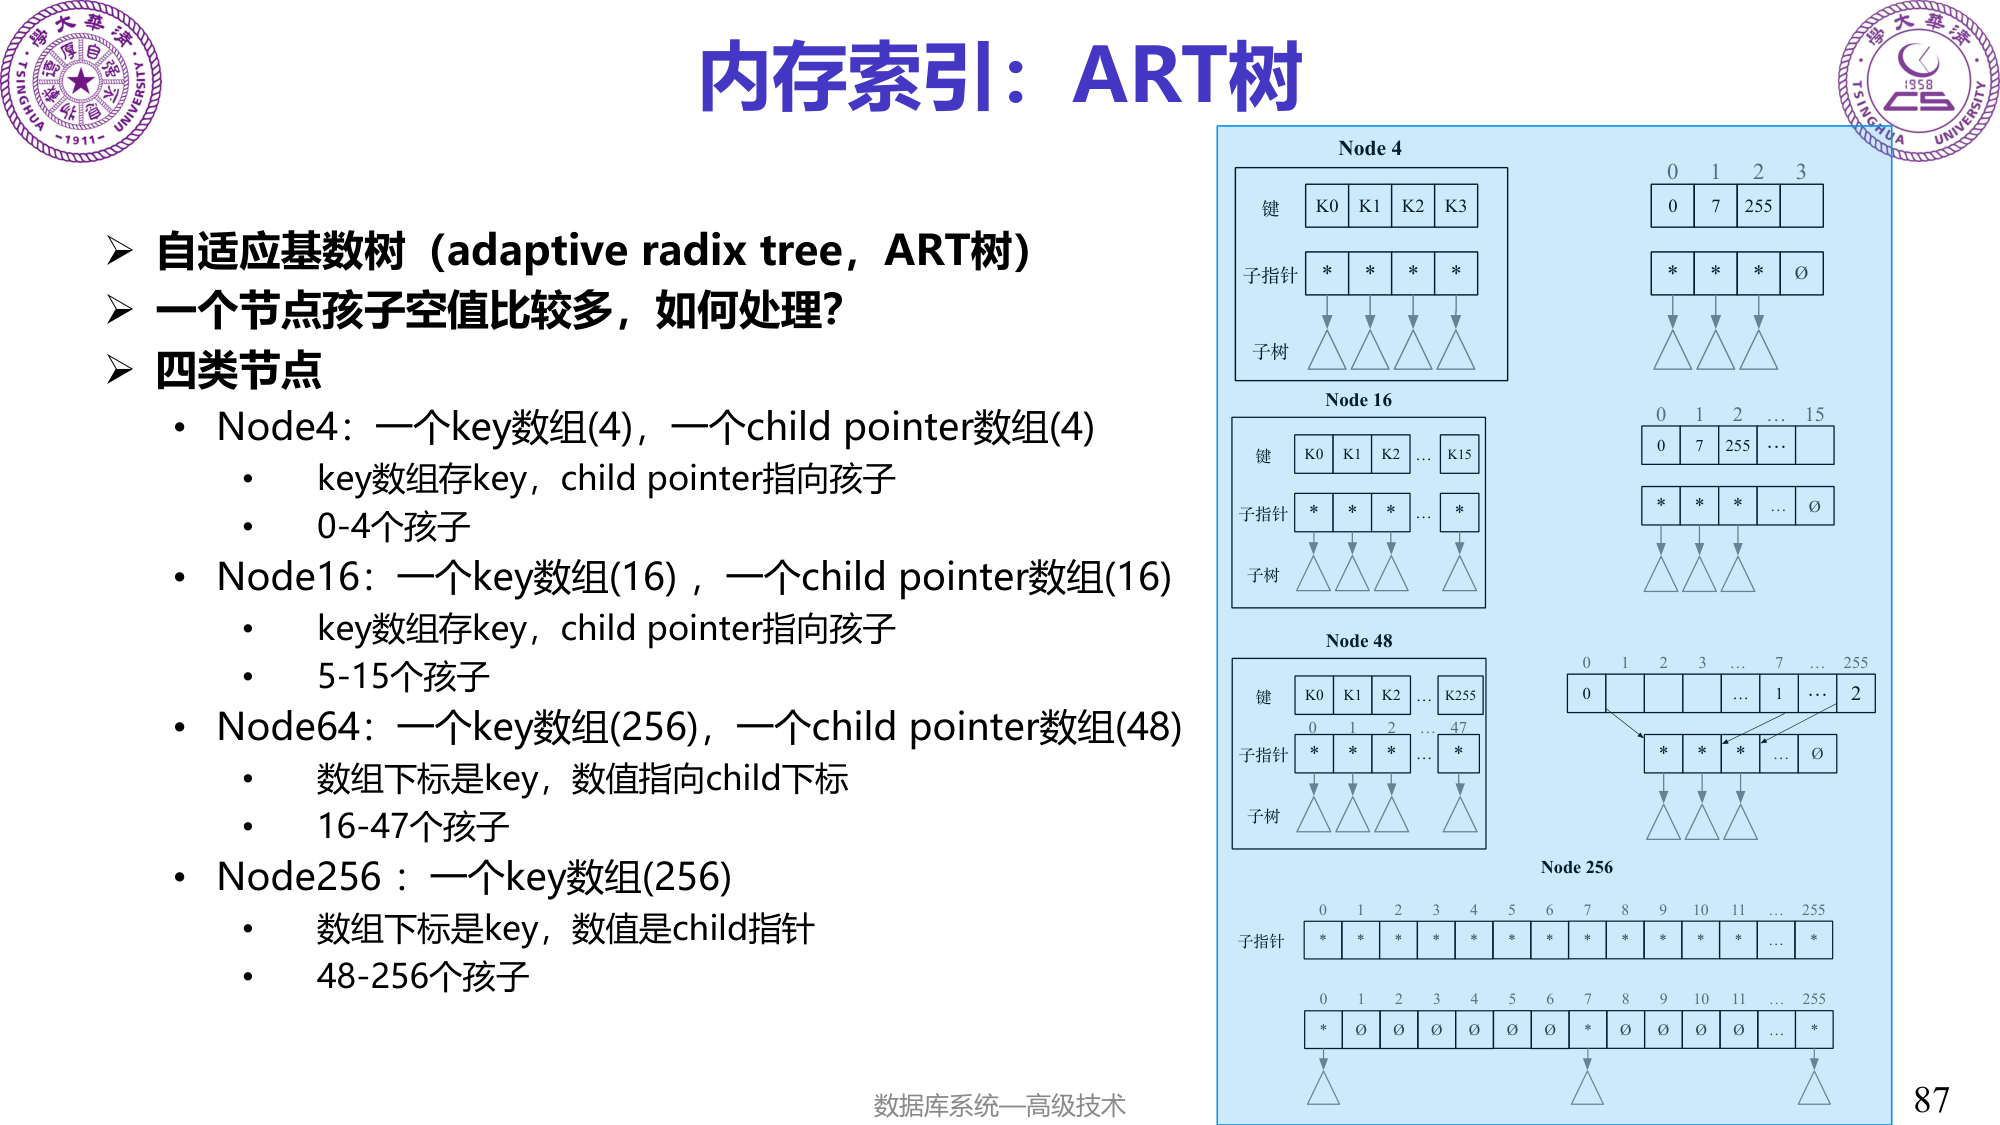 内存索引：ART树
自适应基数树（adaptive radix tree，ART树）
一个节点孩子空值比较多，如何处理？
四类节点
Node4：一个key数组(4)，一个child pointer数组(4)
key数组存key，child pointer指向孩子
0-4个孩子
Node16：一个key数组(16) ，一个child pointer数组(16)
key数组存key，child pointer指向孩子
5-15个孩子
Node64：一个key数组(256)，一个child pointer数组(48)
数组下标是key，数值指向child下标
16-47个孩子
Node256 ：一个key数组(256)
数组下标是key，数值是child指针
48-256个孩子
Node 4
键 K0 K1 K2 K3
子指针 * * * *
子树
0 1 2 3
0 7 255
* * * Ø
Node 16
键 K0 K1 K2 … K15
子指针 * * * … *
子树
0 1 2 … 15
0 7 255 …
* * * … Ø
Node 48
键 K0 K1 K2 … K255
0 1 2 … 47
子指针 * * * … *
子树
0 1 2 3 … 7 … 255
0 … 1 … 2
* * * … Ø
Node 256
0 1 2 3 4 5 6 7 8 9 10 11 … 255
子指针 * * * * * * * * * * * * … *
0 1 2 3 4 5 6 7 8 9 10 11 … 255
* Ø Ø Ø Ø Ø Ø * Ø Ø Ø Ø … *
数据库系统—高级技术
87
TSINGHUA UNIVERSITY
-1911-
1958
TSINGHUA UNIVERSITY